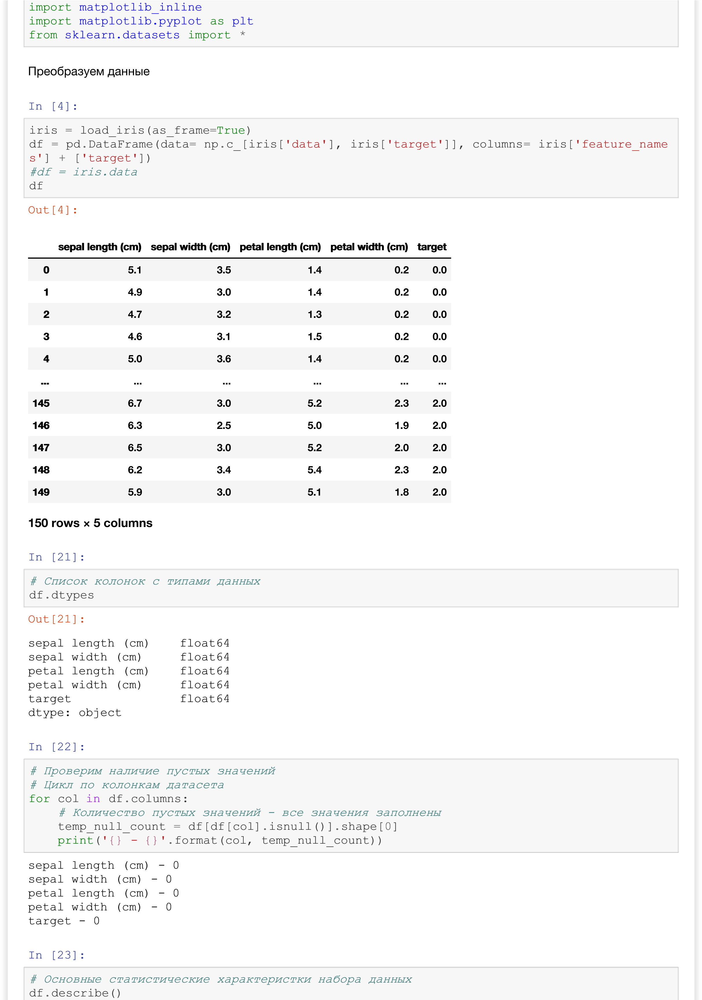 import matplotlib_inline
import matplotlib.pyplot as plt
from sklearn.datasets import *
Преобразуем данные
In [4]:
iris = load_iris(as_frame=True)
df = pd.DataFrame(data= np.c_[iris['data'], iris['target']], columns= iris['feature_name
s'] + ['target'])
#df = iris.data
df
Out[4]:
sepal length (cm) sepal width (cm) petal length (cm) petal width (cm) target
0 5.1 3.5 1.4 0.2 0.0
1 4.9 3.0 1.4 0.2 0.0
2 4.7 3.2 1.3 0.2 0.0
3 4.6 3.1 1.5 0.2 0.0
4 5.0 3.6 1.4 0.2 0.0
... ... ... ... ... ...
145 6.7 3.0 5.2 2.3 2.0
146 6.3 2.5 5.0 1.9 2.0
147 6.5 3.0 5.2 2.0 2.0
148 6.2 3.4 5.4 2.3 2.0
149 5.9 3.0 5.1 1.8 2.0
150 rows × 5 columns
In [21]:
# Список колонок с типами данных
df.dtypes
Out[21]:
sepal length (cm)    float64
sepal width (cm)     float64
petal length (cm)    float64
petal width (cm)     float64
target               float64
dtype: object
In [22]:
# Проверим наличие пустых значений
# Цикл по колонкам датасета
for col in df.columns:
    # Количество пустых значений - все значения заполнены
    temp_null_count = df[df[col].isnull()].shape[0]
    print('{} - {}'.format(col, temp_null_count))
sepal length (cm) - 0
sepal width (cm) - 0
petal length (cm) - 0
petal width (cm) - 0
target - 0
In [23]:
# Основные статистические характеристки набора данных
df.describe()